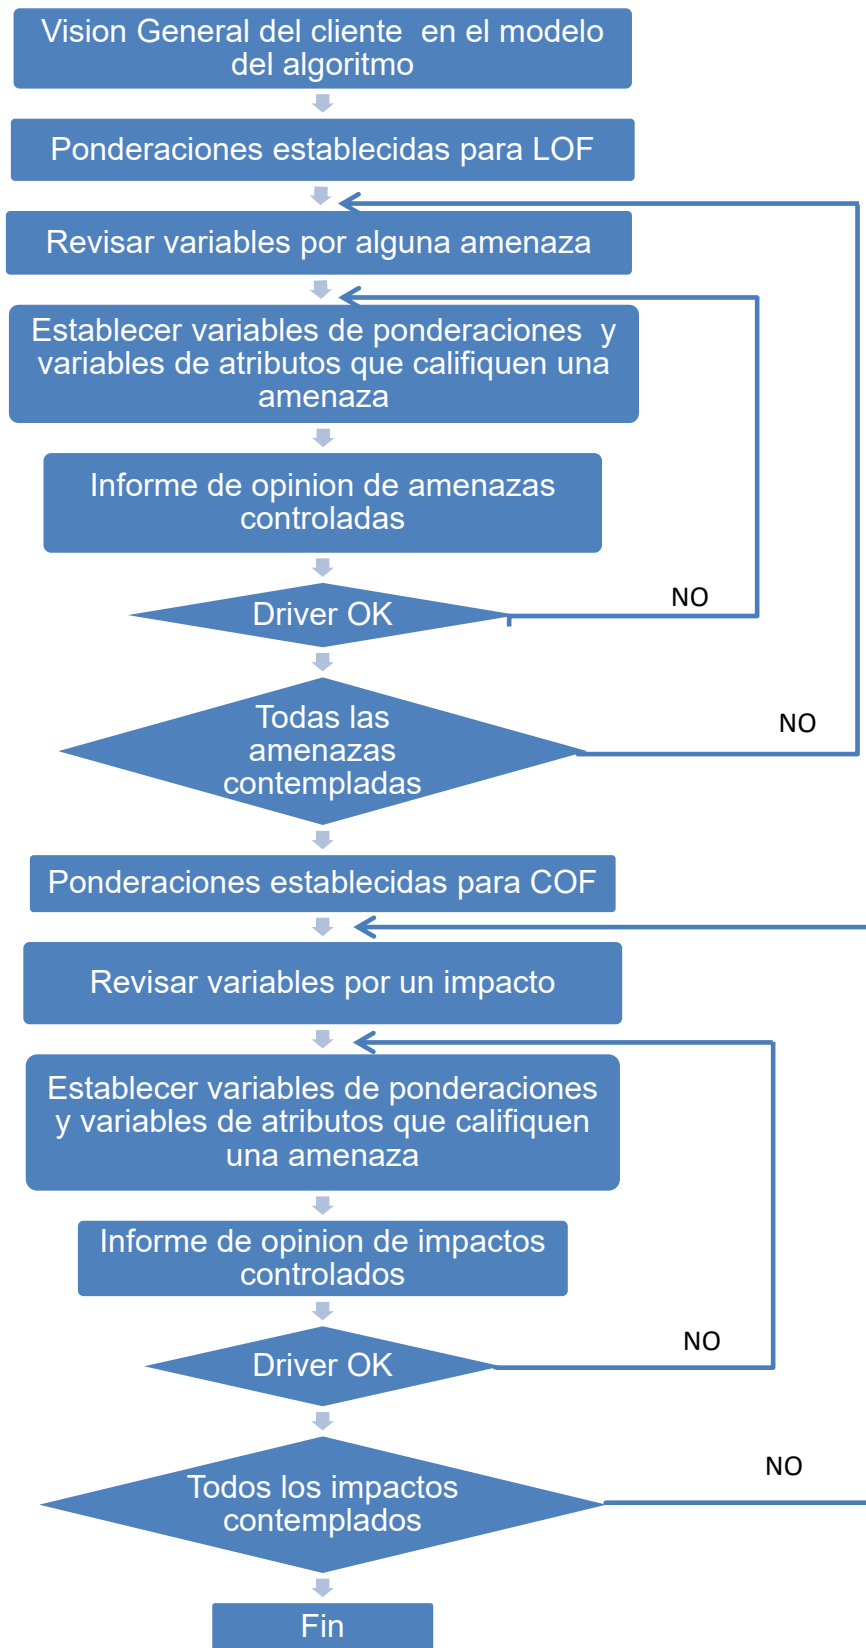 Vision General del cliente en el modelo
del algoritmo
Ponderaciones establecidas para LOF
Revisar variables por alguna amenaza
Establecer variables de ponderaciones y
variables de atributos que califiquen una
amenaza
Informe de opinion de amenazas
controladas
Driver OK
NO
Todas las
amenazas
contempladas
NO
Ponderaciones establecidas para COF
Revisar variables por un impacto
Establecer variables de ponderaciones
y variables de atributos que califiquen
una amenaza
Informe de opinion de impactos
controlados
Driver OK
NO
Todos los impactos
contemplados
NO
Fin